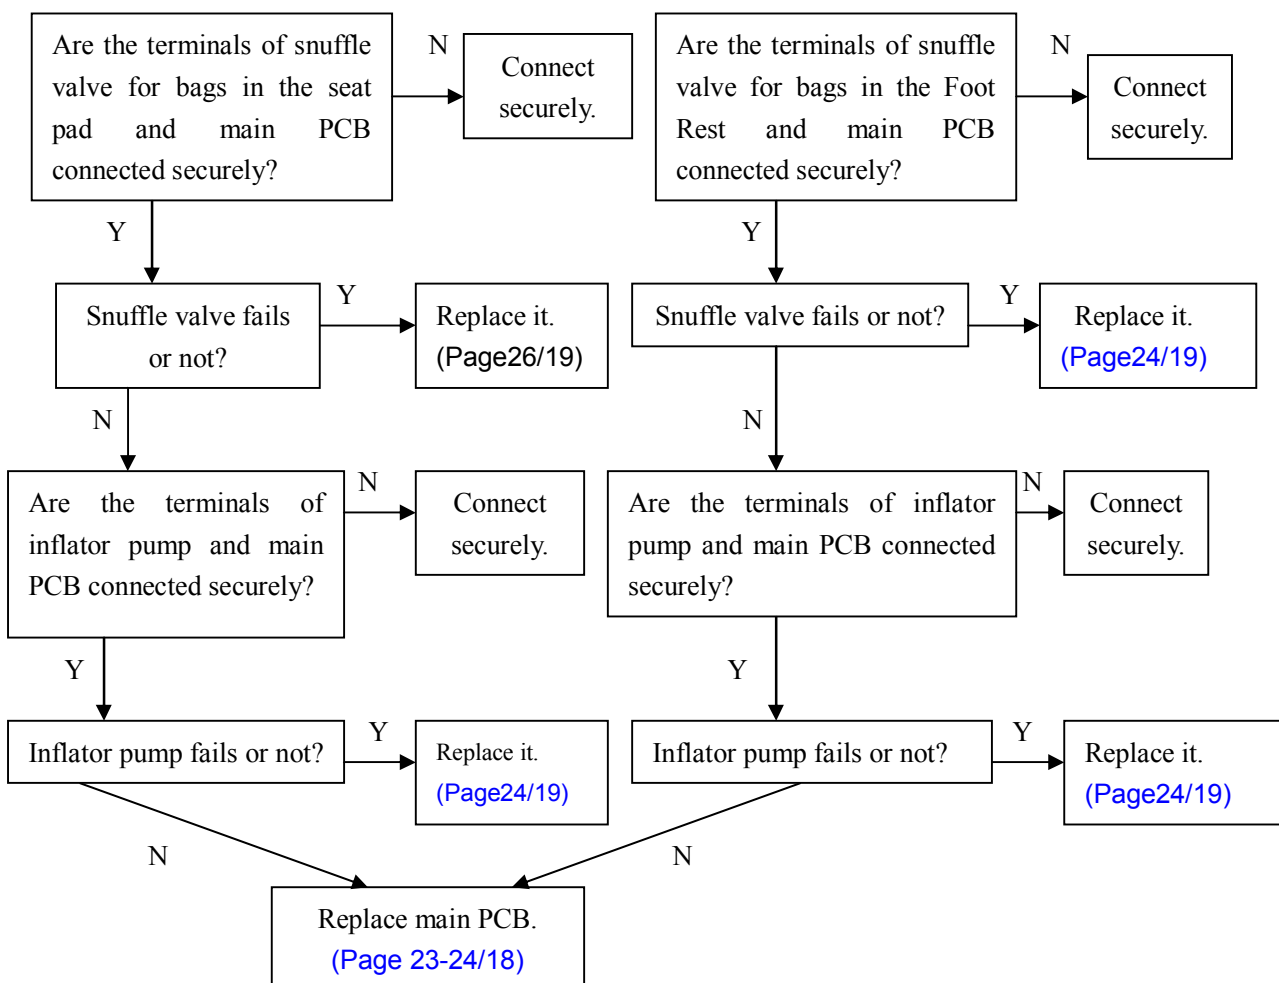 Are the terminals of snuffle
valve for bags in the seat
pad and main PCB
connected securely?
N
Connect
securely.
Are the terminals of snuffle
valve for bags in the Foot
Rest and main PCB
connected securely?
N
Connect
securely.
Y
Y
Snuffle valve fails
or not?
Y
Replace it.
(Page26/19)
Snuffle valve fails or not?
Y
Replace it.
(Page24/19)
N
N
Are the terminals of
inflator pump and main
PCB connected securely?
N
Connect
securely.
Are the terminals of inflator
pump and main PCB connected
securely?
N
Connect
securely.
Y
Y
Inflator pump fails or not?
Y
Replace it.
(Page24/19)
Inflator pump fails or not?
Y
Replace it.
(Page24/19)
N
N
Replace main PCB.
(Page 23-24/18)